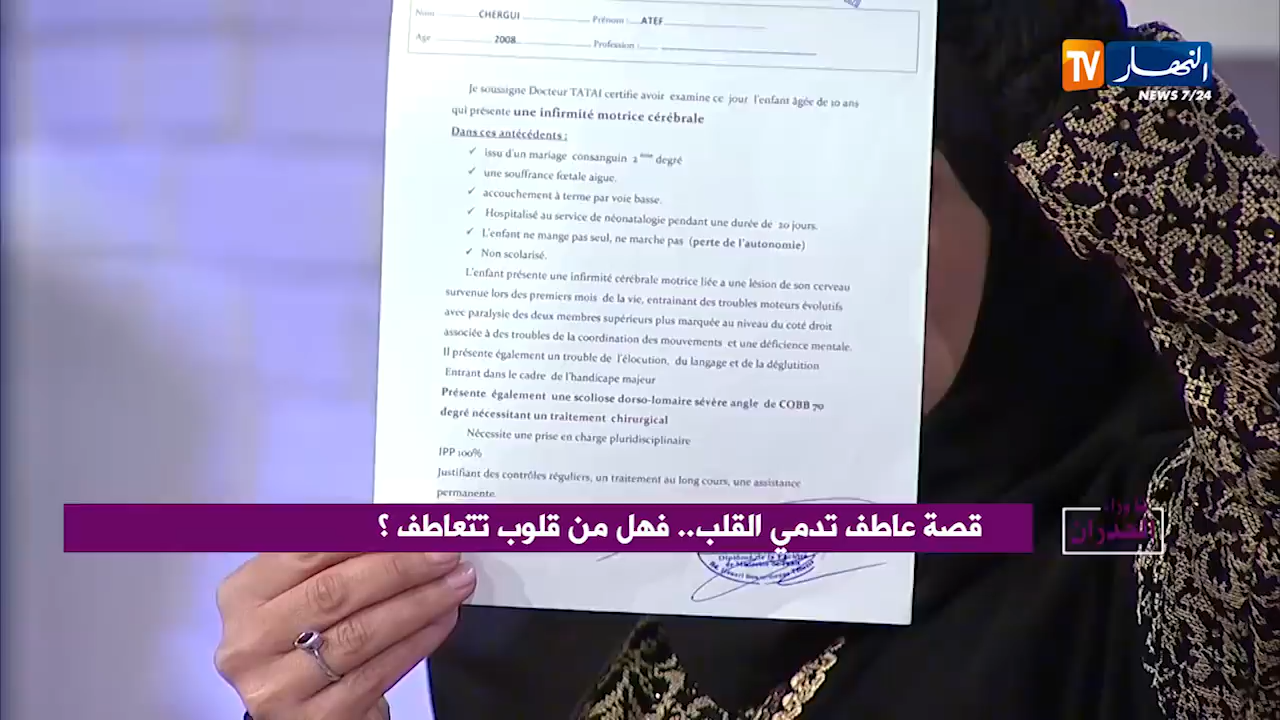 Nom CHERGUI Prénom : ATEF
Age 2008 Profession :
Je soussigne Docteur TATAI certifie avoir examine ce jour l'enfant âgée de 10 ans
qui présente une infirmité motrice cérébrale
Dans ces antécédents :
✓ issu d'un mariage consanguin 2 ème degré
✓ une souffrance fœtale aigue.
✓ accouchement à terme par voie basse.
✓ Hospitalisé au service de néonatalogie pendant une durée de 20 jours.
✓ L'enfant ne mange pas seul, ne marche pas (perte de l'autonomie)
✓ Non scolarisé.
L'enfant présente une infirmité cérébrale motrice liée a une lésion de son cerveau
survenue lors des premiers mois de la vie, entrainant des troubles moteurs évolutifs
avec paralysie des deux membres supérieurs plus marquée au niveau du coté droit
associée à des troubles de la coordination des mouvements et une déficience mentale.
Il présente également un trouble de l'élocution, du langage et de la déglutition
Entrant dans le cadre de l'handicape majeur
Présente également une scoliose dorso-lomaire sévère angle de COBB 70
degré nécessitant un traitement chirurgical
Nécessite une prise en charge pluridisciplinaire
IPP 100%
Justifiant des contrôles réguliers, un traitement au long cours, une assistance
permanente.
TV النهار
NEWS 7/24
قصة عاطف تدمي القلب.. فهل من قلوب تتعاطف ؟
ما وراء
الجدران